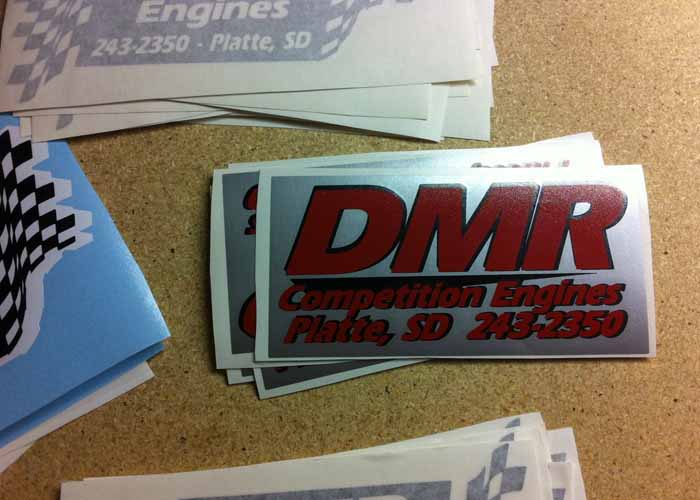 Engines
243-2350 - Platte, SD
DMR
Competition Engines
Platte, SD 243-2350